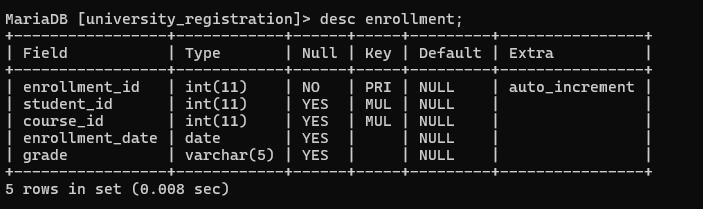 MariaDB [university_registration]> desc enrollment;
+-----------------+------------+------+-----+---------+----------------+
| Field           | Type       | Null | Key | Default | Extra          |
+-----------------+------------+------+-----+---------+----------------+
| enrollment_id   | int(11)    | NO   | PRI | NULL    | auto_increment |
| student_id      | int(11)    | YES  | MUL | NULL    |                |
| course_id       | int(11)    | YES  | MUL | NULL    |                |
| enrollment_date | date       | YES  |     | NULL    |                |
| grade           | varchar(5) | YES  |     | NULL    |                |
+-----------------+------------+------+-----+---------+----------------+
5 rows in set (0.008 sec)